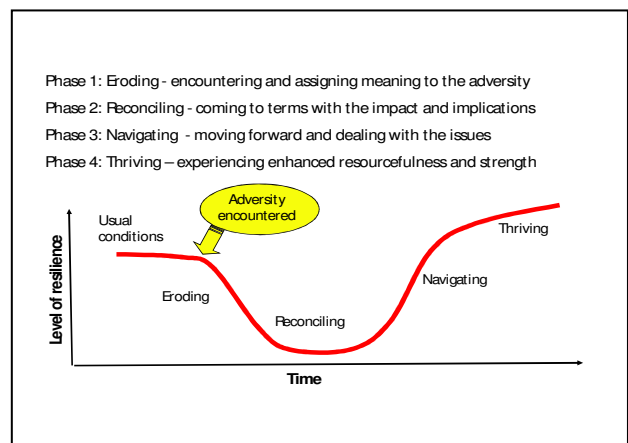 Phase 1: Eroding - encountering and assigning meaning to the adversity
Phase 2: Reconciling - coming to terms with the impact and implications
Phase 3: Navigating - moving forward and dealing with the issues
Phase 4: Thriving – experiencing enhanced resourcefulness and strength
Adversity
encountered
Usual
conditions
Thriving
Navigating
Eroding
Reconciling
Level of resilience
Time